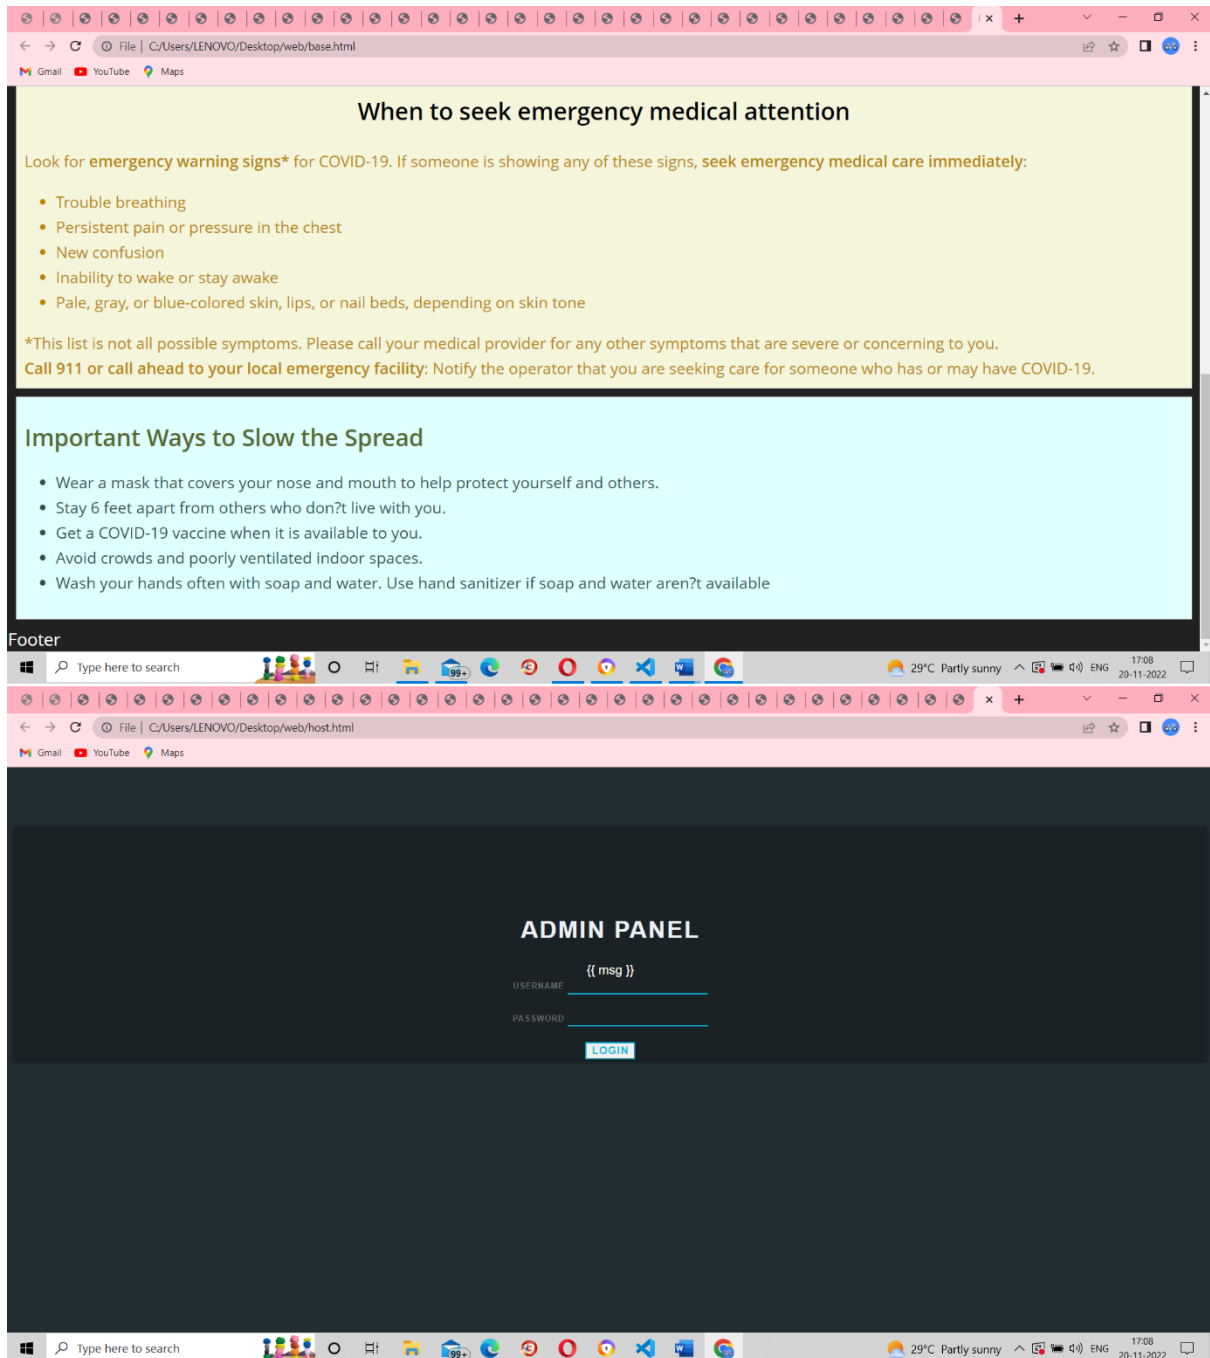 File | C:/Users/LENOVO/Desktop/web/base.html
Gmail YouTube Maps
When to seek emergency medical attention
Look for emergency warning signs* for COVID-19. If someone is showing any of these signs, seek emergency medical care immediately:
Trouble breathing
Persistent pain or pressure in the chest
New confusion
Inability to wake or stay awake
Pale, gray, or blue-colored skin, lips, or nail beds, depending on skin tone
*This list is not all possible symptoms. Please call your medical provider for any other symptoms that are severe or concerning to you.
Call 911 or call ahead to your local emergency facility: Notify the operator that you are seeking care for someone who has or may have COVID-19.
Important Ways to Slow the Spread
Wear a mask that covers your nose and mouth to help protect yourself and others.
Stay 6 feet apart from others who don?t live with you.
Get a COVID-19 vaccine when it is available to you.
Avoid crowds and poorly ventilated indoor spaces.
Wash your hands often with soap and water. Use hand sanitizer if soap and water aren?t available
Footer
Type here to search 99+ 29°C Partly sunny ENG 17:08
20-11-2022
File | C:/Users/LENOVO/Desktop/web/host.html
Gmail YouTube Maps
ADMIN PANEL
{{ msg }}
USERNAME
PASSWORD
LOGIN
Type here to search 99+ 29°C Partly sunny ENG 17:08
20-11-2022